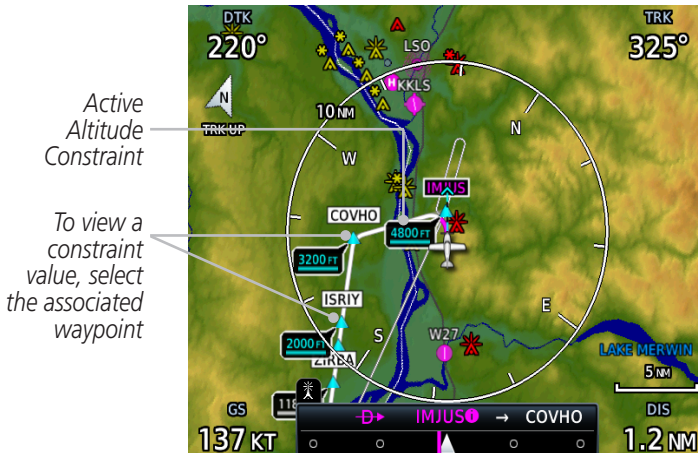 DTK
220°
TRK
325°
LSO
KKLS
H
N
TRK UP
10 NM
N
W
E
S
Active
Altitude
Constraint
IMJUS
COVHO
4800 FT
3200 FT
To view a
constraint
value, select
the associated
waypoint
ISRIY
2000 FT
ZIRBA
W27
LAKE MERWIN
5 NM
118
GS
137 KT
D IMJUS i → COVHO
DIS
1.2 NM